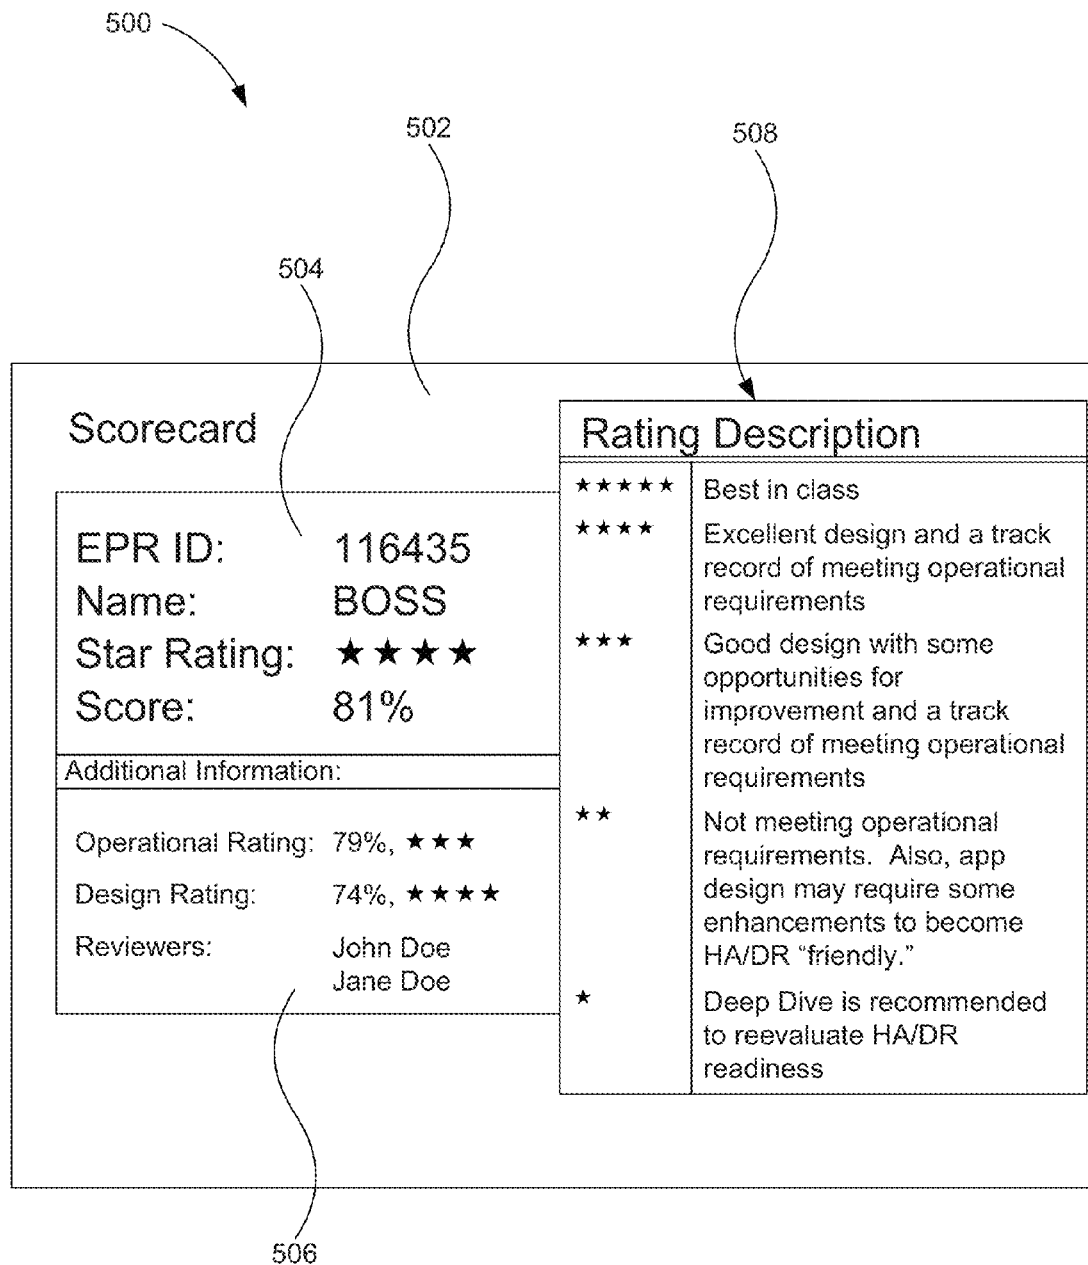 500
502
508
504
Scorecard
EPR ID: 116435
Name: BOSS
Star Rating: ★★★★
Score: 81%
Additional Information:
Operational Rating: 79%, ★★★
Design Rating: 74%, ★★★★
Reviewers: John Doe
Jane Doe
Rating Description
★★★★★ Best in class
★★★★ Excellent design and a track
record of meeting operational
requirements
★★★ Good design with some
opportunities for
improvement and a track
record of meeting operational
requirements
★★ Not meeting operational
requirements. Also, app
design may require some
enhancements to become
HA/DR “friendly.”
★ Deep Dive is recommended
to reevaluate HA/DR
readiness
506